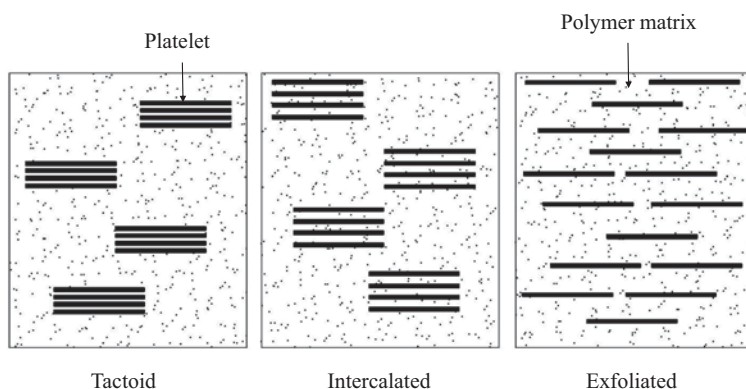 Platelet
Polymer matrix
Tactoid
Intercalated
Exfoliated